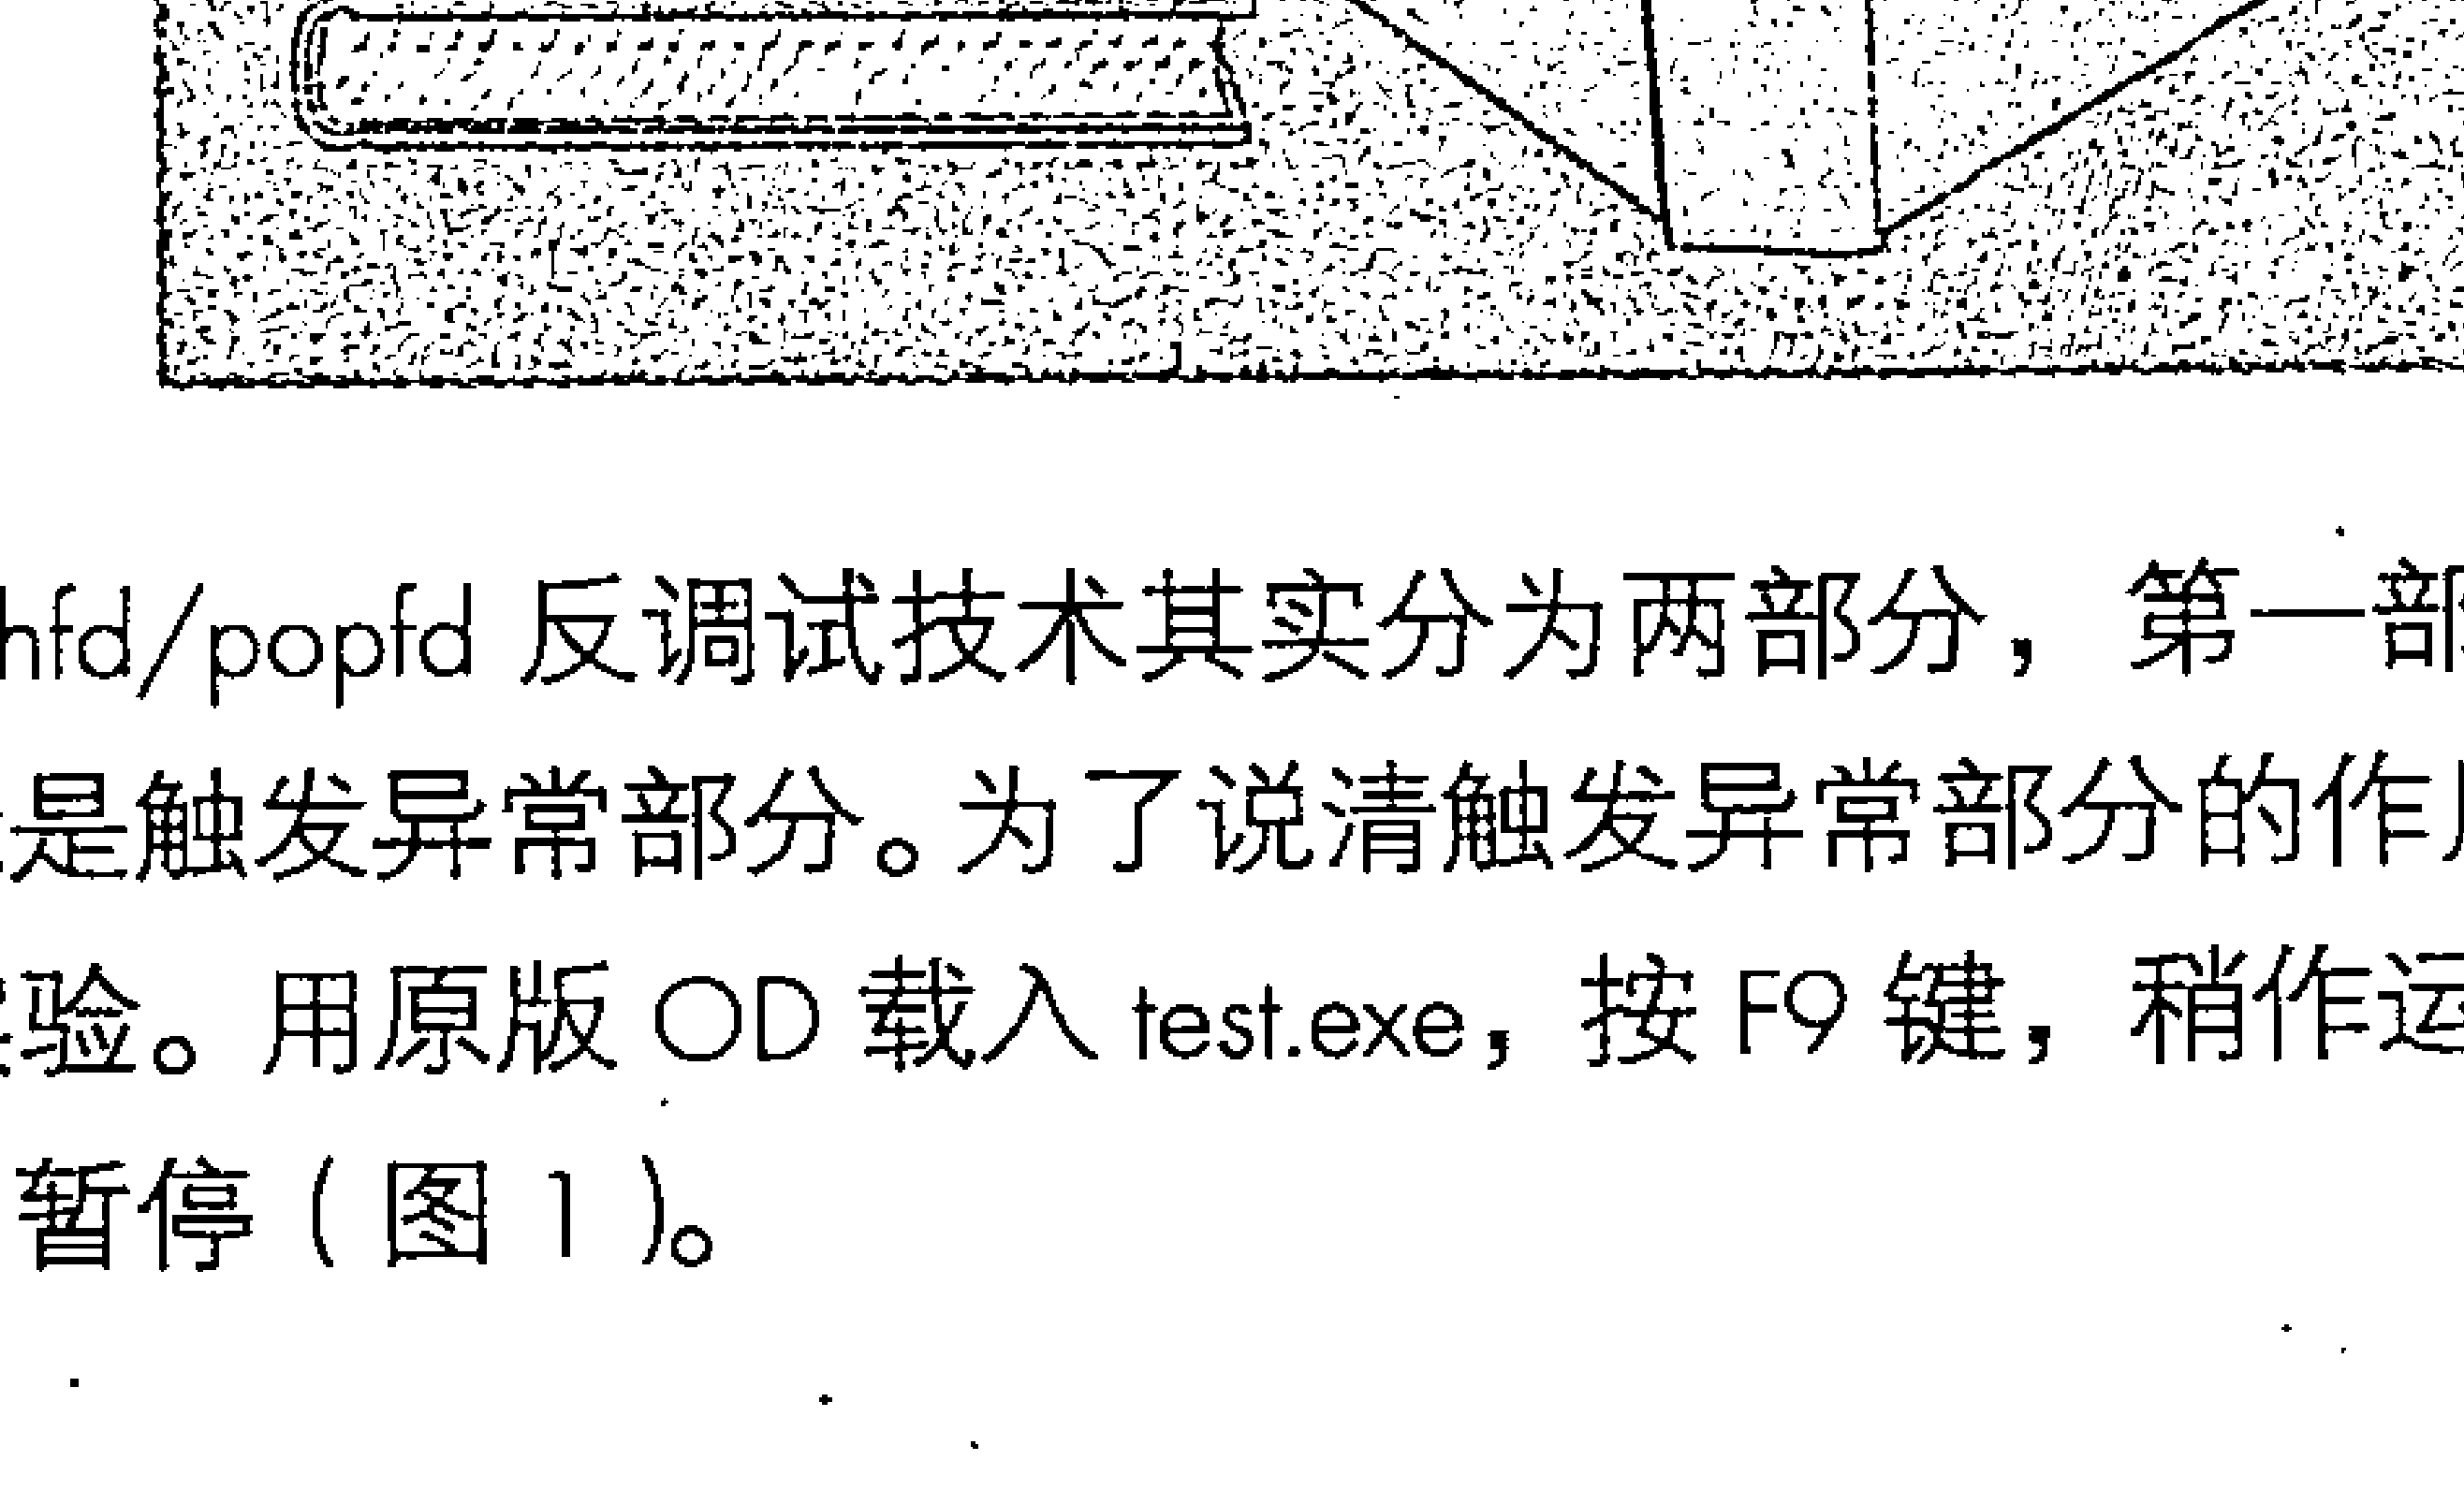 hfd/popfd 反调试技术其实分为两部分，第一部
是触发异常部分。为了说清触发异常部分的作
验。用原版 OD 载入 test.exe，按 F9 键，稍作运
暂停（图 1）。